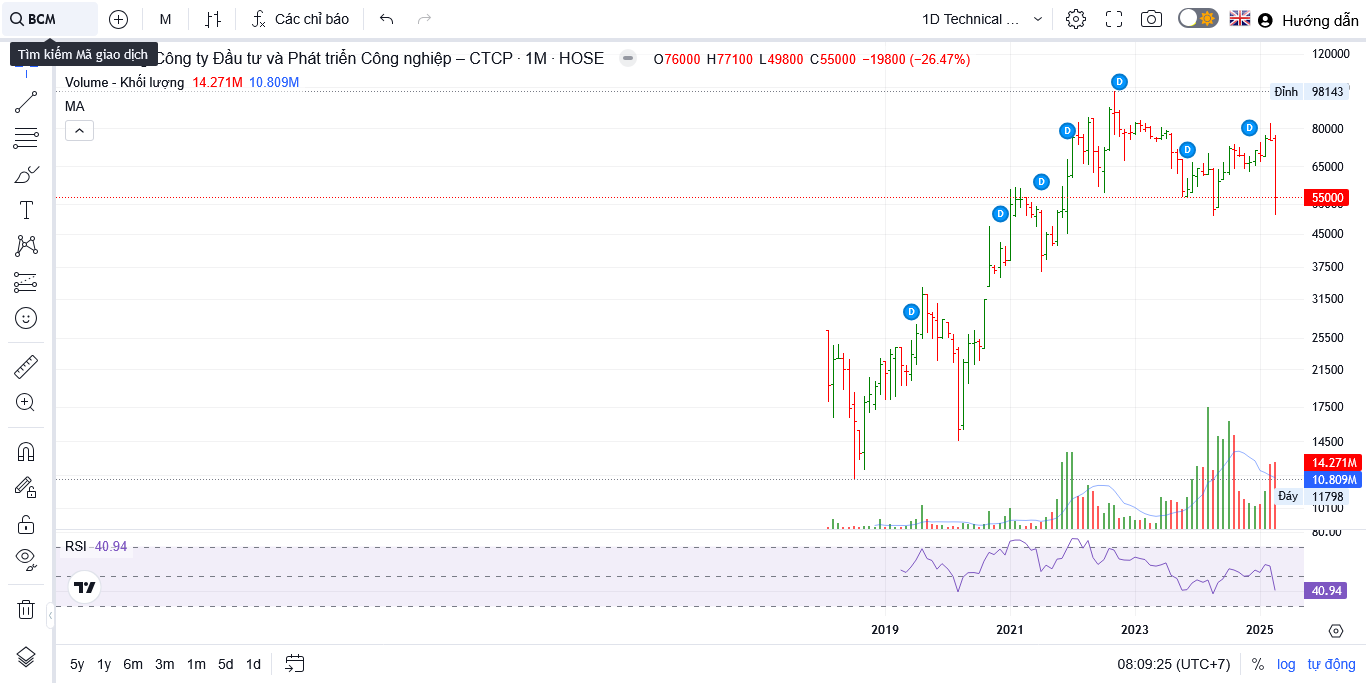 BCM M Các chỉ báo 1D Technical ... Hướng dẫn
Tìm kiếm Mã giao dịch
Công ty Đầu tư và Phát triển Công nghiệp – CTCP · 1M · HOSE O76000 H77100 L49800 C55000 −19800 (−26.47%)
Volume - Khối lượng 14.271M 10.809M
MA
120000
Đỉnh 98143
80000
65000
55000
45000
37500
31500
25500
21500
17500
14500
14.271M
10.809M
Đáy 11798
10100
D
D
D
D
D
D
D
80.00
RSI 40.94
40.94
2019 2021 2023 2025
5y 1y 6m 3m 1m 5d 1d 08:09:25 (UTC+7) % log tự động